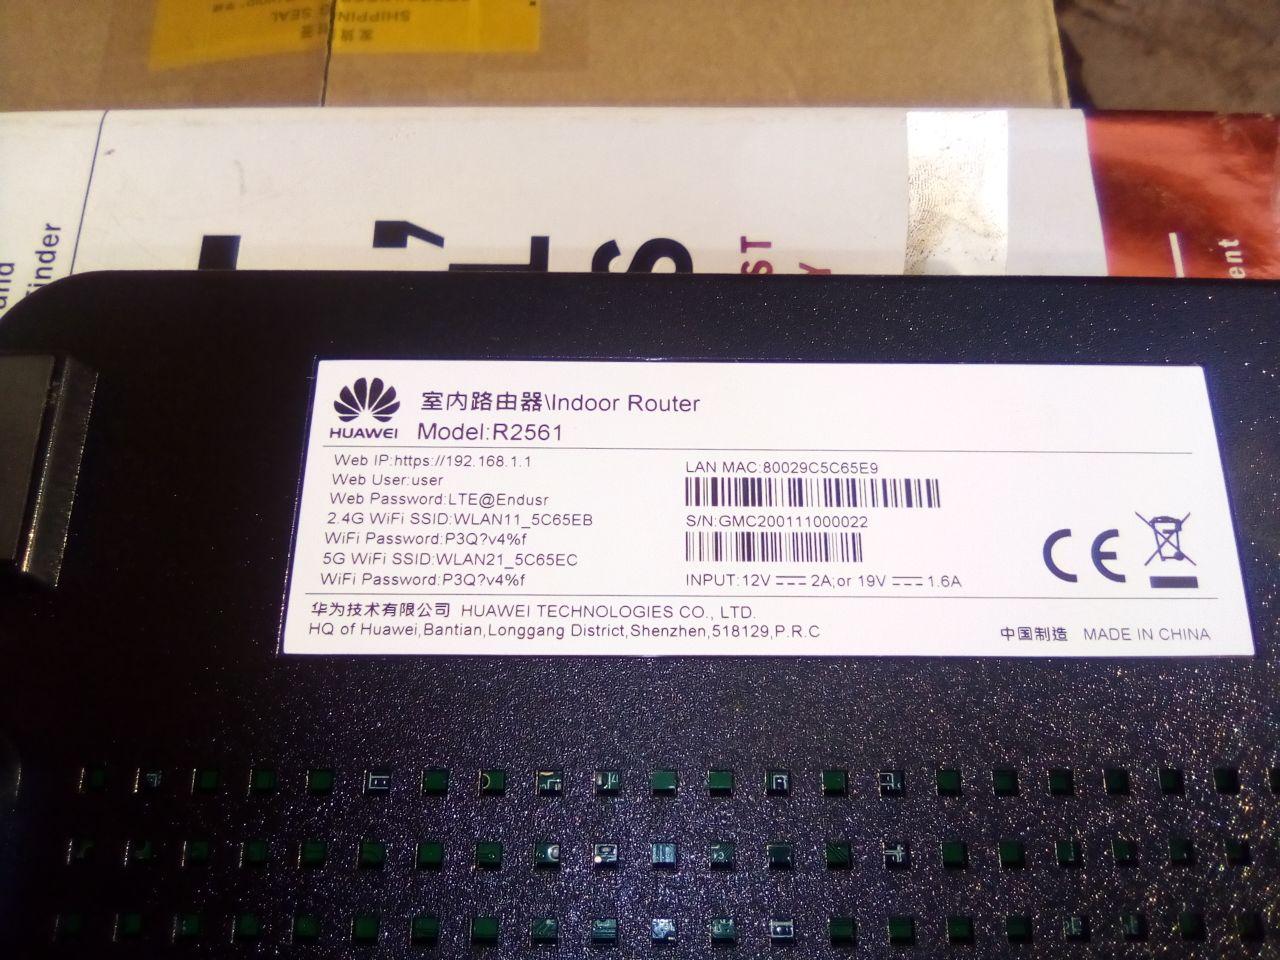 SHIPPING
SEAL
and
inder
S
ST
Y
ent
HUAWEI
室内路由器\Indoor Router
Model:R2561
Web IP:https://192.168.1.1
Web User:user
Web Password:LTE@Endusr
2.4G WiFi SSID:WLAN11_5C65EB
WiFi Password:P3Q?v4%f
5G WiFi SSID:WLAN21_5C65EC
WiFi Password:P3Q?v4%f
LAN MAC:80029C5C65E9
S/N:GMC200111000022
INPUT:12V ⎓ 2A;or 19V ⎓ 1.6A
CE
华为技术有限公司 HUAWEI TECHNOLOGIES CO., LTD.
HQ of Huawei,Bantian,Longgang District,Shenzhen,518129,P.R.C
中国制造 MADE IN CHINA